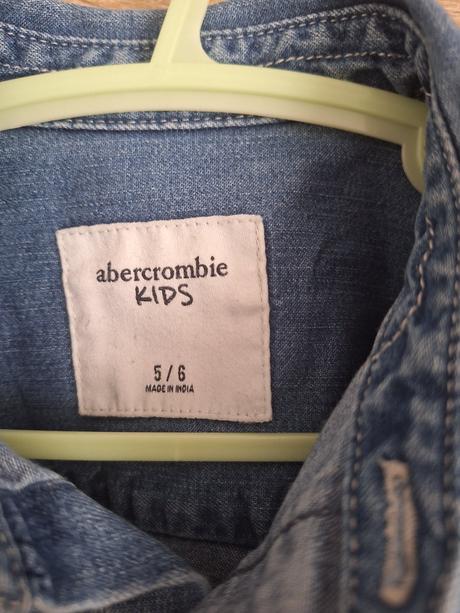 abercrombie
KIDS
5 / 6
MADE IN INDIA